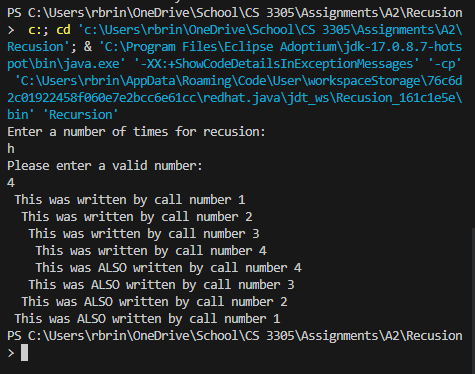 PS C:\Users\rbrin\OneDrive\School\CS 3305\Assignments\A2\Recusion
>  c:; cd 'c:\Users\rbrin\OneDrive\School\CS 3305\Assignments\A2\
Recusion'; & 'C:\Program Files\Eclipse Adoptium\jdk-17.0.8.7-hots
pot\bin\java.exe' '-XX:+ShowCodeDetailsInExceptionMessages' '-cp'
 'C:\Users\rbrin\AppData\Roaming\Code\User\workspaceStorage\76c6d
2c01922458f060e7e2bcc6e61cc\redhat.java\jdt_ws\Recusion_161c1e5e\
bin' 'Recursion'
Enter a number of times for recusion:
h
Please enter a valid number:
4
 This was written by call number 1
  This was written by call number 2
   This was written by call number 3
    This was written by call number 4
    This was ALSO written by call number 4
   This was ALSO written by call number 3
  This was ALSO written by call number 2
 This was ALSO written by call number 1
PS C:\Users\rbrin\OneDrive\School\CS 3305\Assignments\A2\Recusion
>